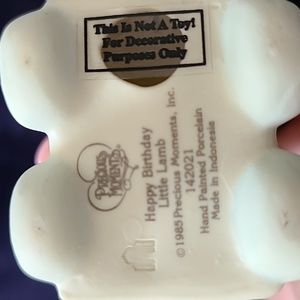 This Is Not A Toy!
For Decorative
Purposes Only
PRECIOUS
MOMENTS
Happy Birthday
Little Lamb
©1985 Precious Moments, Inc.
142021
Hand Painted Porcelain
Made in Indonesia